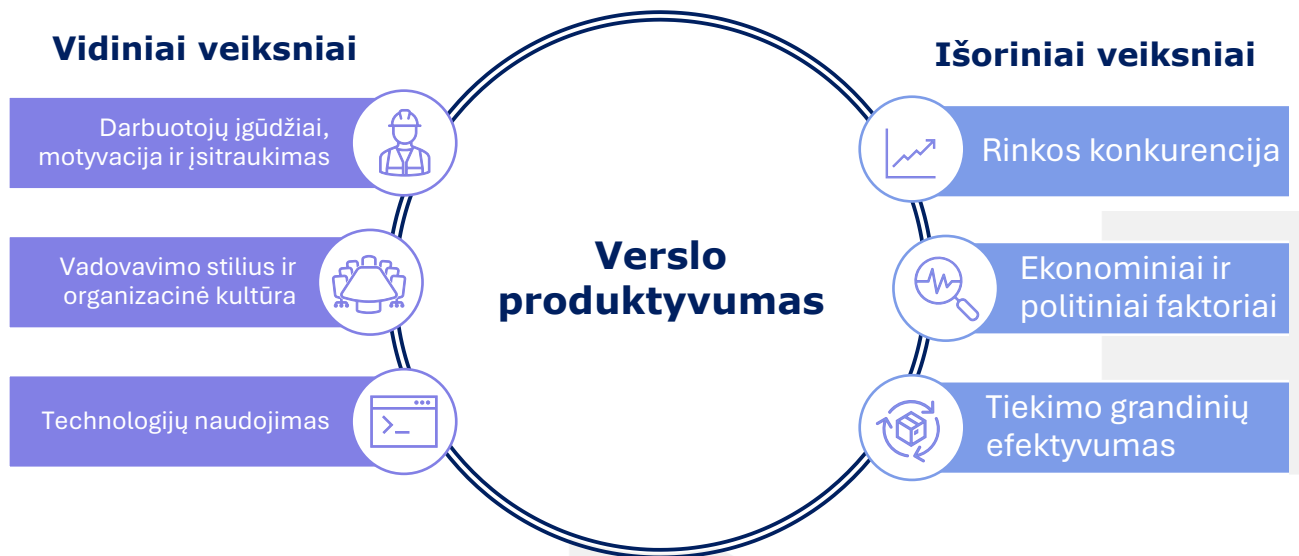 Vidiniai veiksniai
Darbuotojų įgūdžiai,
motyvacija ir įsitraukimas
Vadovavimo stilius ir
organizacinė kultūra
Technologijų naudojimas
Verslo
produktyvumas
Išoriniai veiksniai
Rinkos konkurencija
Ekonominiai ir
politiniai faktoriai
Tiekimo grandinių
efektyvumas